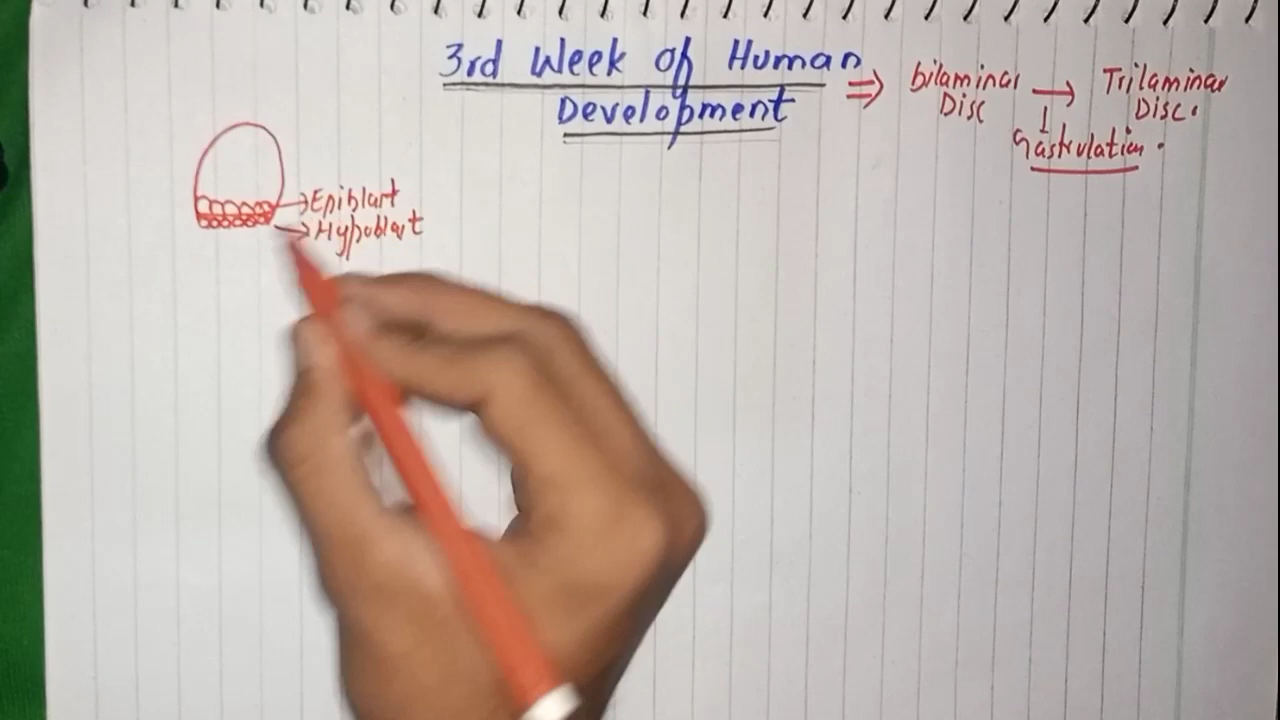 3rd Week of Human
Development
⇒ bilaminar Disc → Trilaminar Disc.
Gastrulation.
→Epiblast
→Hypoblast